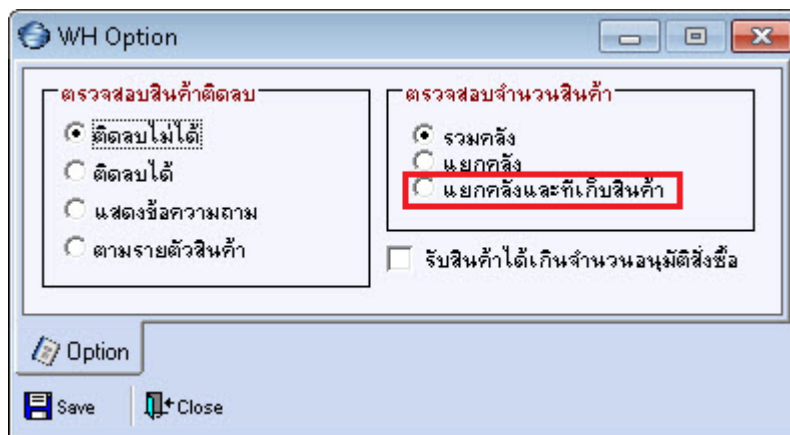 WH Option
ตรวจสอบสินค้าติดลบ
ติดลบไม่ได้
ติดลบได้
แสดงข้อความถาม
ตามรายตัวสินค้า
ตรวจสอบจำนวนสินค้า
รวมคลัง
แยกคลัง
แยกคลังและที่เก็บสินค้า
รับสินค้าได้เกินจำนวนอนุมัติสั่งซื้อ
Option
Save
Close